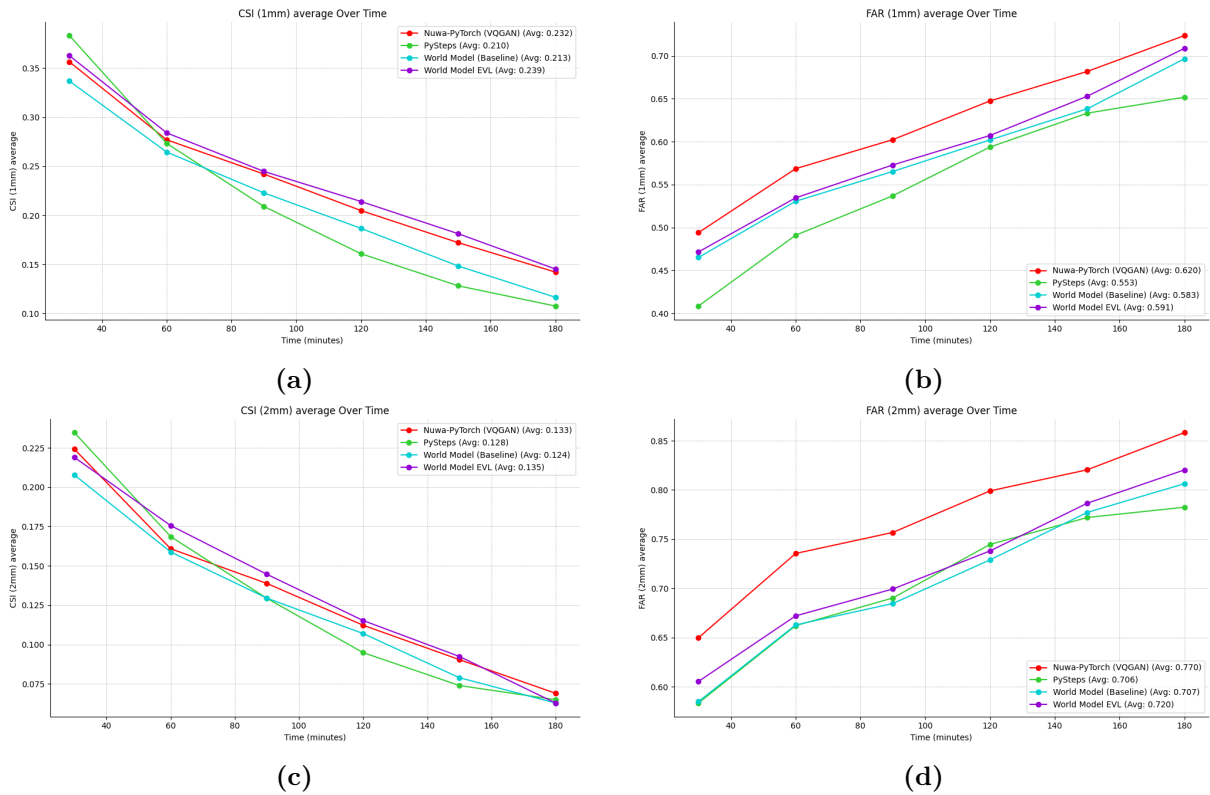 CSI (1mm) average Over Time
CSI (1mm) average
0.35
0.30
0.25
0.20
0.15
0.10
40 60 80 100 120 140 160 180
Time (minutes)
Nuwa-PyTorch (VQGAN) (Avg: 0.232)
PySteps (Avg: 0.210)
World Model (Baseline) (Avg: 0.213)
World Model EVL (Avg: 0.239)
(a)
FAR (1mm) average Over Time
FAR (1mm) average
0.70
0.65
0.60
0.55
0.50
0.45
0.40
40 60 80 100 120 140 160 180
Time (minutes)
Nuwa-PyTorch (VQGAN) (Avg: 0.620)
PySteps (Avg: 0.553)
World Model (Baseline) (Avg: 0.583)
World Model EVL (Avg: 0.591)
(b)
CSI (2mm) average Over Time
CSI (2mm) average
0.225
0.200
0.175
0.150
0.125
0.100
0.075
40 60 80 100 120 140 160 180
Time (minutes)
Nuwa-PyTorch (VQGAN) (Avg: 0.133)
PySteps (Avg: 0.128)
World Model (Baseline) (Avg: 0.124)
World Model EVL (Avg: 0.135)
(c)
FAR (2mm) average Over Time
FAR (2mm) average
0.85
0.80
0.75
0.70
0.65
0.60
40 60 80 100 120 140 160 180
Time (minutes)
Nuwa-PyTorch (VQGAN) (Avg: 0.770)
PySteps (Avg: 0.706)
World Model (Baseline) (Avg: 0.707)
World Model EVL (Avg: 0.720)
(d)